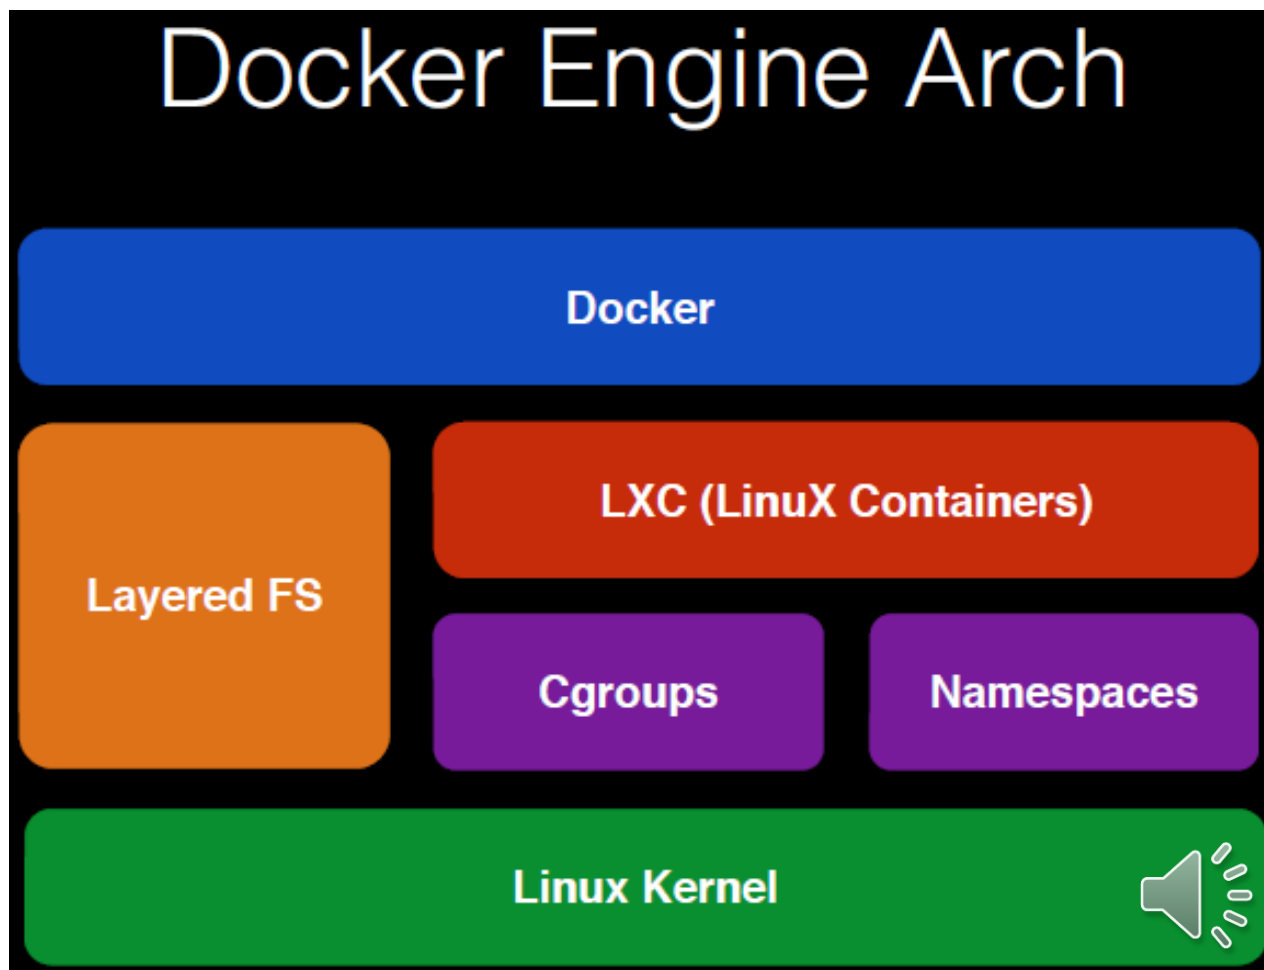 Docker Engine Arch
Docker
LXC (LinuX Containers)
Layered FS
Cgroups
Namespaces
Linux Kernel